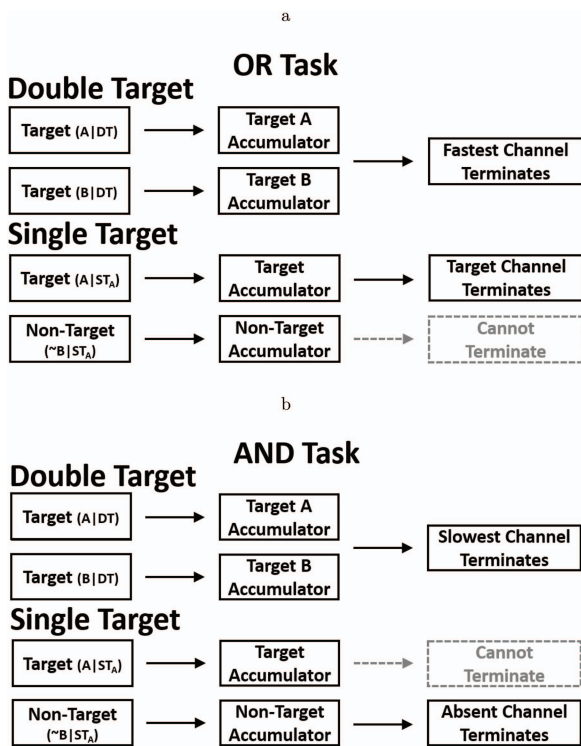 a
OR Task
Double Target
Target (A|DT)
Target A
Accumulator
Fastest Channel
Terminates
Target (B|DT)
Target B
Accumulator
Single Target
Target (A|STA)
Target
Accumulator
Target Channel
Terminates
Non-Target
(~B|STA)
Non-Target
Accumulator
Cannot
Terminate
b
AND Task
Double Target
Target (A|DT)
Target A
Accumulator
Slowest Channel
Terminates
Target (B|DT)
Target B
Accumulator
Single Target
Target (A|STA)
Target
Accumulator
Cannot
Terminate
Non-Target
(~B|STA)
Non-Target
Accumulator
Absent Channel
Terminates